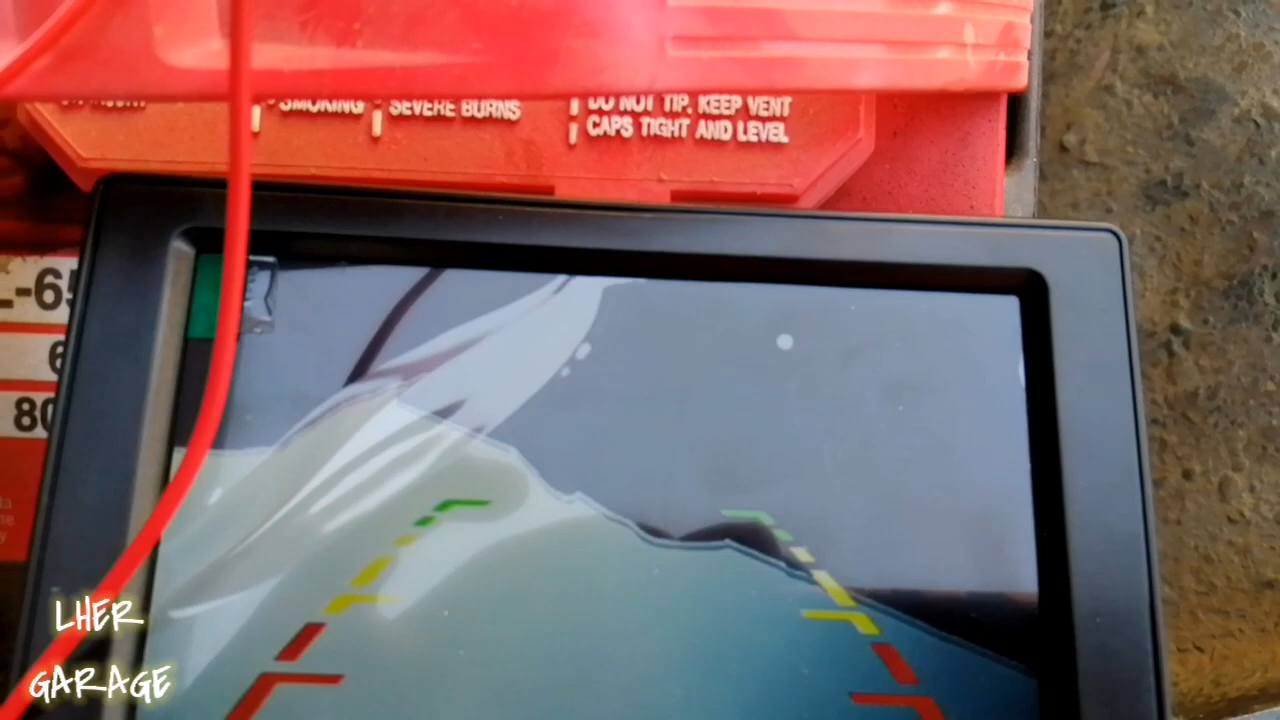 SMOKING
SEVERE BURNS
DO NOT TIP. KEEP VENT
CAPS TIGHT AND LEVEL
L-65
6
80
LHER
GARAGE